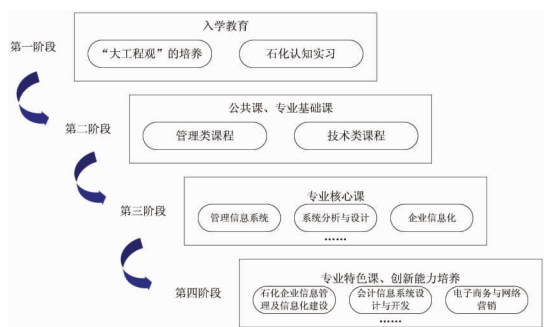 入学教育
第一阶段
“大工程观”的培养
石化认知实习
公共课、专业基础课
第二阶段
管理类课程
技术类课程
专业核心课
第三阶段
管理信息系统
系统分析与设计
企业信息化
……
专业特色课、创新能力培养
第四阶段
石化企业信息管
理及信息化建设
会计信息系统设
计与开发
电子商务与网络
营销
……